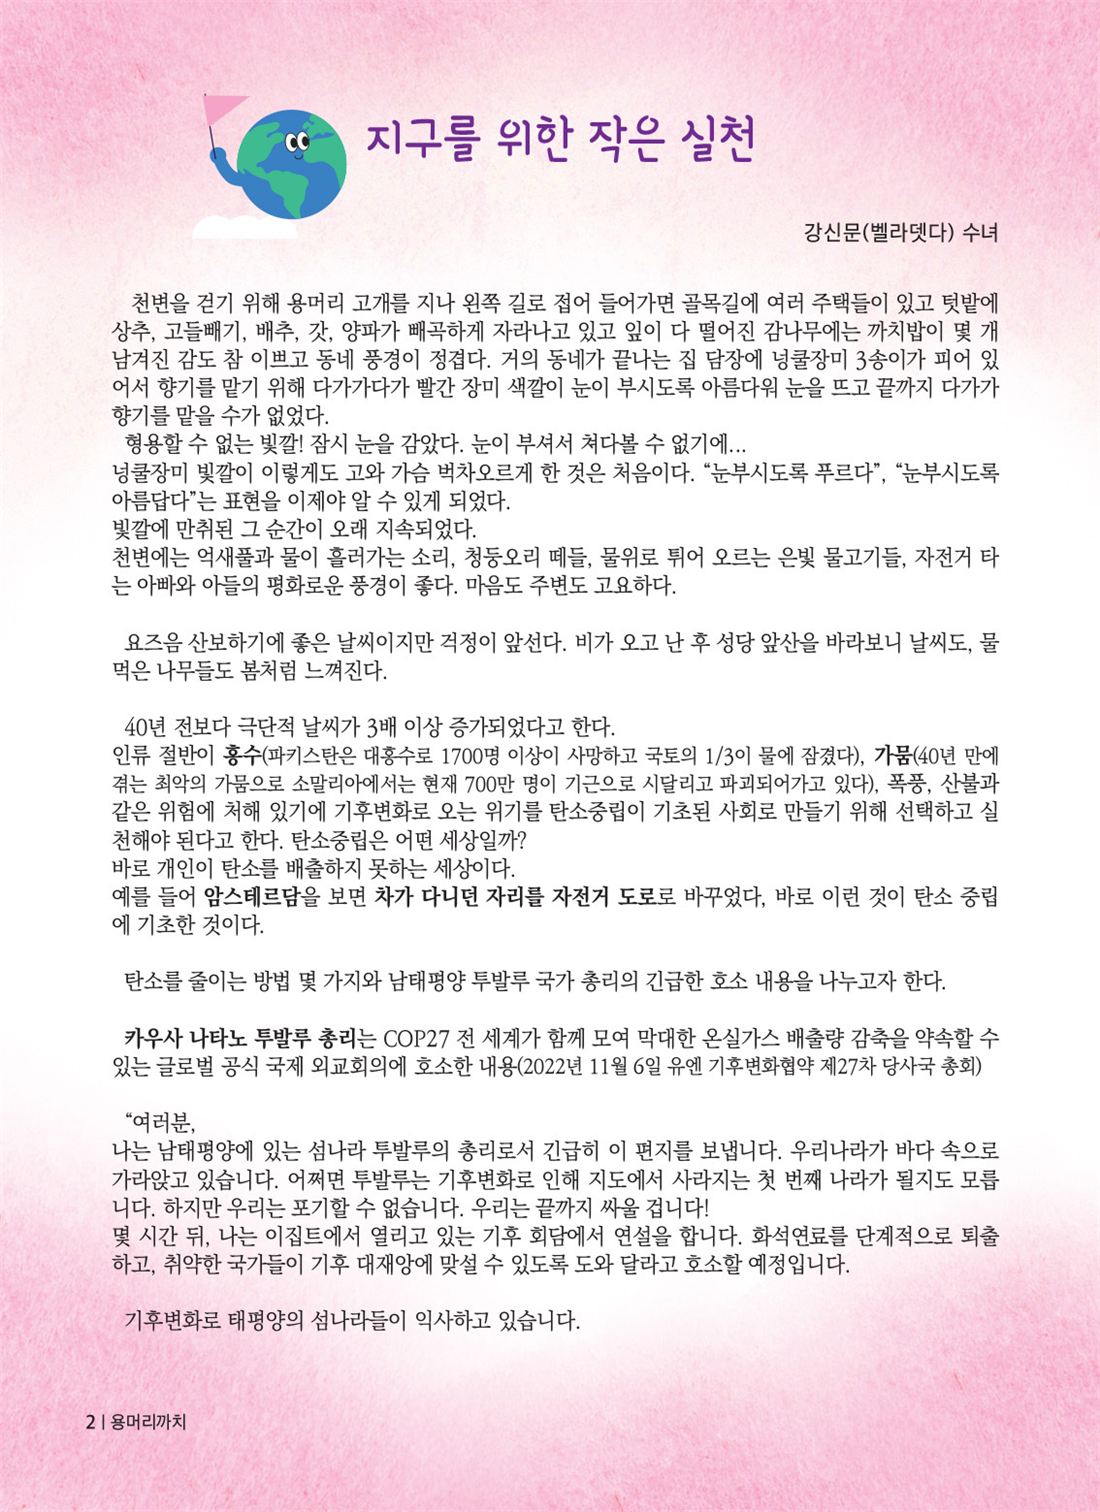 지구를 위한 작은 실천
강신문(벨라뎃다) 수녀
천변을 걷기 위해 용머리 고개를 지나 왼쪽 길로 접어 들어가면 골목길에 여러 주택들이 있고 텃밭에
상추, 고들빼기, 배추, 갓, 양파가 빼곡하게 자라나고 있고 잎이 다 떨어진 감나무에는 까치밥이 몇 개
남겨진 감도 참 이쁘고 동네 풍경이 정겹다. 거의 동네가 끝나는 집 담장에 넝쿨장미 3송이가 피어 있
어서 향기를 맡기 위해 다가가다가 빨간 장미 색깔이 눈이 부시도록 아름다워 눈을 뜨고 끝까지 다가가
향기를 맡을 수가 없었다.
형용할 수 없는 빛깔! 잠시 눈을 감았다. 눈이 부셔서 쳐다볼 수 없기에...
넝쿨장미 빛깔이 이렇게도 고와 가슴 벅차오르게 한 것은 처음이다. “눈부시도록 푸르다”, “눈부시도록
아름답다”는 표현을 이제야 알 수 있게 되었다.
빛깔에 만취된 그 순간이 오래 지속되었다.
천변에는 억새풀과 물이 흘러가는 소리, 청둥오리 떼들, 물위로 튀어 오르는 은빛 물고기들, 자전거 타
는 아빠와 아들의 평화로운 풍경이 좋다. 마음도 주변도 고요하다.
요즈음 산보하기에 좋은 날씨이지만 걱정이 앞선다. 비가 오고 난 후 성당 앞산을 바라보니 날씨도, 물
먹은 나무들도 봄처럼 느껴진다.
40년 전보다 극단적 날씨가 3배 이상 증가되었다고 한다.
인류 절반이 홍수(파키스탄은 대홍수로 1700명 이상이 사망하고 국토의 1/3이 물에 잠겼다), 가뭄(40년 만에
겪는 최악의 가뭄으로 소말리아에서는 현재 700만 명이 기근으로 시달리고 파괴되어가고 있다), 폭풍, 산불과
같은 위험에 처해 있기에 기후변화로 오는 위기를 탄소중립이 기초된 사회로 만들기 위해 선택하고 실
천해야 된다고 한다. 탄소중립은 어떤 세상일까?
바로 개인이 탄소를 배출하지 못하는 세상이다.
예를 들어 암스테르담을 보면 차가 다니던 자리를 자전거 도로로 바꾸었다, 바로 이런 것이 탄소 중립
에 기초한 것이다.
탄소를 줄이는 방법 몇 가지와 남태평양 투발루 국가 총리의 긴급한 호소 내용을 나누고자 한다.
카우사 나타노 투발루 총리는 COP27 전 세계가 함께 모여 막대한 온실가스 배출량 감축을 약속할 수
있는 글로벌 공식 국제 외교회의에 호소한 내용(2022년 11월 6일 유엔 기후변화협약 제27차 당사국 총회)
“여러분,
나는 남태평양에 있는 섬나라 투발루의 총리로서 긴급히 이 편지를 보냅니다. 우리나라가 바다 속으로
가라앉고 있습니다. 어쩌면 투발루는 기후변화로 인해 지도에서 사라지는 첫 번째 나라가 될지도 모릅
니다. 하지만 우리는 포기할 수 없습니다. 우리는 끝까지 싸울 겁니다!
몇 시간 뒤, 나는 이집트에서 열리고 있는 기후 회담에서 연설을 합니다. 화석연료를 단계적으로 퇴출
하고, 취약한 국가들이 기후 대재앙에 맞설 수 있도록 도와 달라고 호소할 예정입니다.
기후변화로 태평양의 섬나라들이 익사하고 있습니다.
2 | 용머리까치